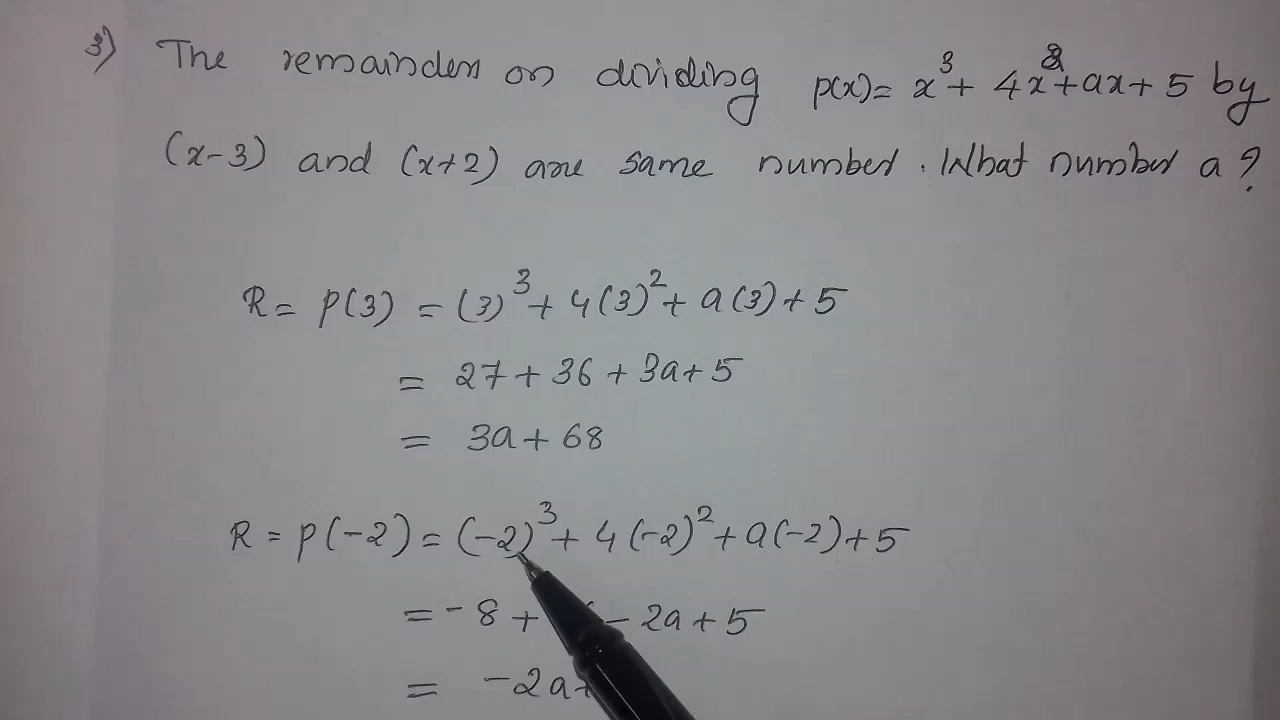 3) The remainder on dividing p(x) = x³ + 4x² + ax + 5 by
(x-3) and (x+2) are same number. What number a?
R = p(3) = (3)³ + 4(3)² + a(3) + 5
= 27 + 36 + 3a + 5
= 3a + 68
R = p(-2) = (-2)³ + 4(-2)² + a(-2) + 5
= -8 + - 2a + 5
= -2a+